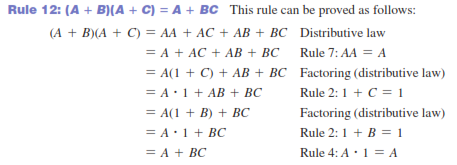 Rule 12: (A + B)(A + C) = A + BC This rule can be proved as follows:
(A + B)(A + C) = AA + AC + AB + BC Distributive law
= A + AC + AB + BC Rule 7: AA = A
= A(1 + C) + AB + BC Factoring (distributive law)
= A · 1 + AB + BC Rule 2: 1 + C = 1
= A(1 + B) + BC Factoring (distributive law)
= A · 1 + BC Rule 2: 1 + B = 1
= A + BC Rule 4: A · 1 = A